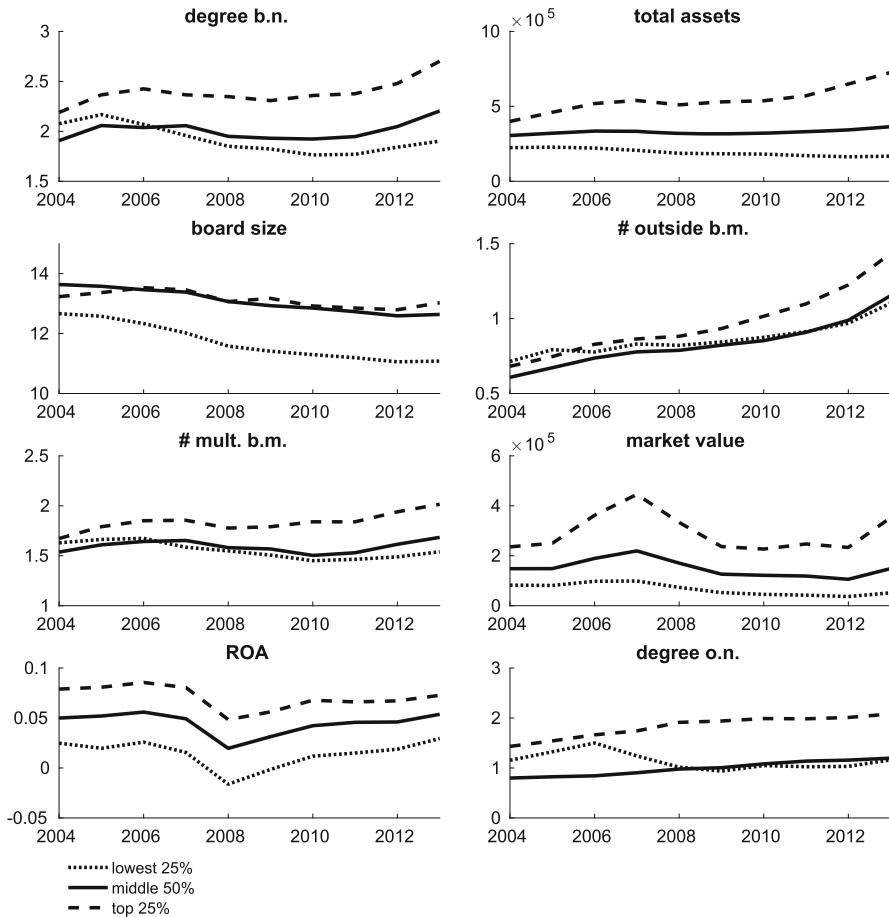 degree b.n.
3
2.5
2
1.5
2004 2006 2008 2010 2012
total assets
×10 5
10
5
0
2004 2006 2008 2010 2012
board size
14
12
10
2004 2006 2008 2010 2012
# outside b.m.
1.5
1
0.5
2004 2006 2008 2010 2012
# mult. b.m.
2.5
2
1.5
1
2004 2006 2008 2010 2012
market value
×10 5
6
4
2
0
2004 2006 2008 2010 2012
ROA
0.1
0.05
0
-0.05
2004 2006 2008 2010 2012
degree o.n.
3
2
1
0
2004 2006 2008 2010 2012
lowest 25%
middle 50%
top 25%